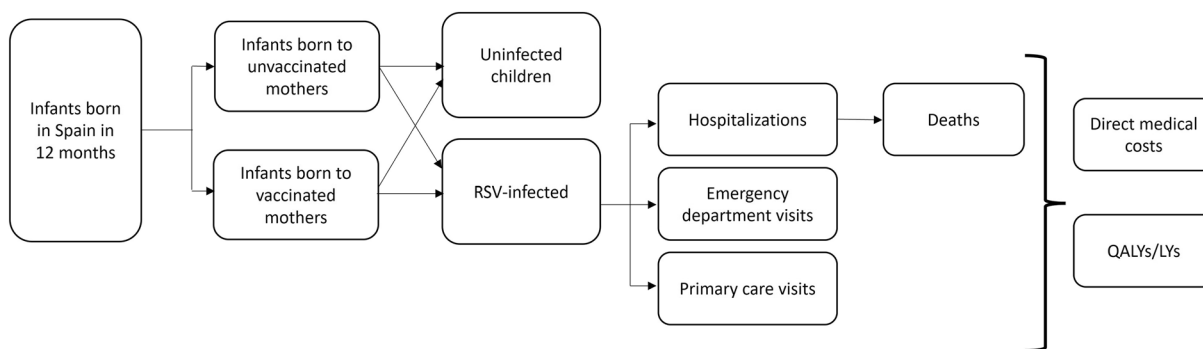 Infants born
in Spain in
12 months
Infants born to
unvaccinated
mothers
Infants born to
vaccinated
mothers
Uninfected
children
RSV-infected
Hospitalizations
Emergency
department visits
Primary care visits
Deaths
Direct medical
costs
QALYs/LYs